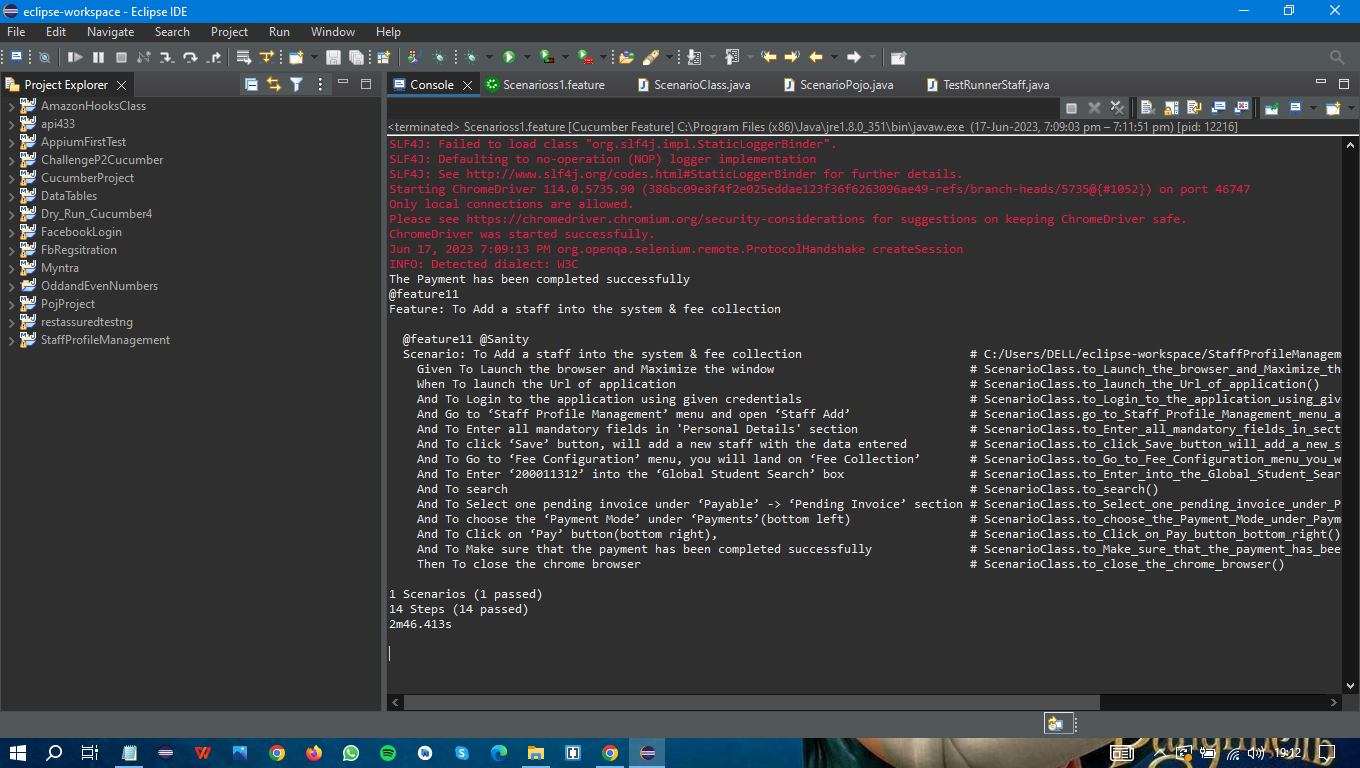 eclipse-workspace - Eclipse IDE
File Edit Navigate Search Project Run Window Help
Project Explorer
AmazonHooksClass
api433
AppiumFirstTest
ChallengeP2Cucumber
CucumberProject
DataTables
Dry_Run_Cucumber4
FacebookLogin
FbRegsitration
Myntra
OddandEvenNumbers
PojProject
restassuredtestng
StaffProfileManagement
Console Scenarioss1.feature ScenarioClass.java ScenarioPojo.java TestRunnerStaff.java
<terminated> Scenarioss1.feature [Cucumber Feature] C:\Program Files (x86)\Java\jre1.8.0_351\bin\javaw.exe (17-Jun-2023, 7:09:03 pm – 7:11:51 pm) [pid: 12216]
SLF4J: Failed to load class "org.slf4j.impl.StaticLoggerBinder".
SLF4J: Defaulting to no-operation (NOP) logger implementation
SLF4J: See http://www.slf4j.org/codes.html#StaticLoggerBinder for further details.
Starting ChromeDriver 114.0.5735.90 (386bc09e8f4f2e025eddae123f36f6263096ae49-refs/branch-heads/5735@{#1052}) on port 46747
Only local connections are allowed.
Please see https://chromedriver.chromium.org/security-considerations for suggestions on keeping ChromeDriver safe.
ChromeDriver was started successfully.
Jun 17, 2023 7:09:13 PM org.openqa.selenium.remote.ProtocolHandshake createSession
INFO: Detected dialect: W3C
The Payment has been completed successfully
@feature11
Feature: To Add a staff into the system & fee collection
@feature11 @Sanity
Scenario: To Add a staff into the system & fee collection # C:/Users/DELL/eclipse-workspace/StaffProfileManagem
Given To Launch the browser and Maximize the window # ScenarioClass.to_Launch_the_browser_and_Maximize_th
When To launch the Url of application # ScenarioClass.to_launch_the_Url_of_application()
And To Login to the application using given credentials # ScenarioClass.to_Login_to_the_application_using_giv
And Go to ‘Staff Profile Management’ menu and open ‘Staff Add’ # ScenarioClass.go_to_Staff_Profile_Management_menu_a
And To Enter all mandatory fields in 'Personal Details' section # ScenarioClass.to_Enter_all_mandatory_fields_in_sect
And To click ‘Save’ button, will add a new staff with the data entered # ScenarioClass.to_click_Save_button_will_add_a_new_s
And To Go to ‘Fee Configuration’ menu, you will land on ‘Fee Collection’ # ScenarioClass.to_Go_to_Fee_Configuration_menu_you_w
And To Enter ‘200011312’ into the ‘Global Student Search’ box # ScenarioClass.to_Enter_into_the_Global_Student_Sear
And To search # ScenarioClass.to_search()
And To Select one pending invoice under ‘Payable’ -> ‘Pending Invoice’ section # ScenarioClass.to_Select_one_pending_invoice_under_P
And To choose the ‘Payment Mode’ under ‘Payments’(bottom left) # ScenarioClass.to_choose_the_Payment_Mode_under_Paym
And To Click on ‘Pay’ button(bottom right), # ScenarioClass.to_Click_on_Pay_button_bottom_right()
And To Make sure that the payment has been completed successfully # ScenarioClass.to_Make_sure_that_the_payment_has_bee
Then To close the chrome browser # ScenarioClass.to_close_the_chrome_browser()
1 Scenarios (1 passed)
14 Steps (14 passed)
2m46.413s
19:12